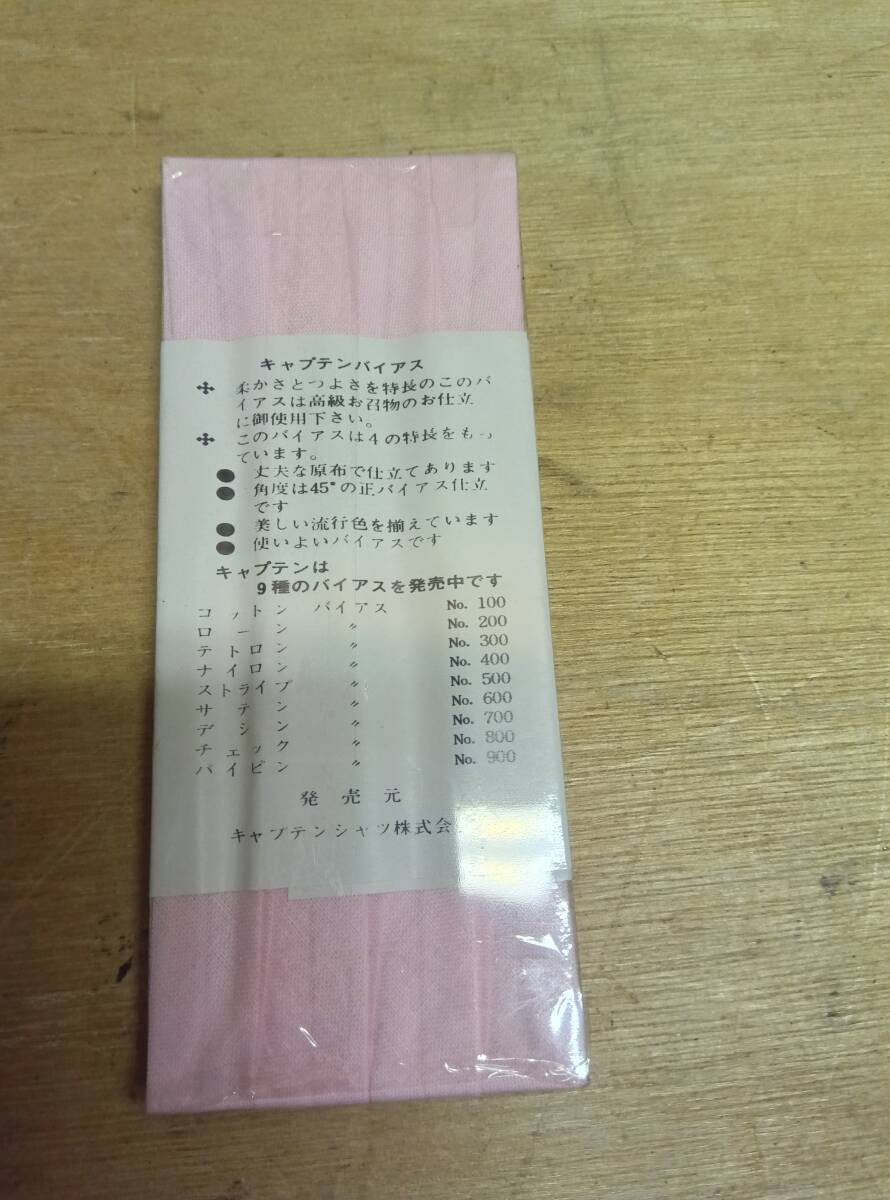 キャプテンバイアス
✣ 柔かさとつよさを特長のこのバ
イアスは高級お召物のお仕立
に御使用下さい。
✣ このバイアスは4の特長をもっ
ています。
● 丈夫な原布で仕立てあります
● 角度は45°の正バイアス仕立
です
● 美しい流行色を揃えています
● 使いよいバイアスです
キャプテンは
9種のバイアスを発売中です
コットン バイアス No. 100
ローン 〃 No. 200
テトロン 〃 No. 300
ナイロン 〃 No. 400
ストライプ 〃 No. 500
サテン 〃 No. 600
デシン 〃 No. 700
チェック 〃 No. 800
パイピン 〃 No. 900
発売元
キャプテンシャツ株式会